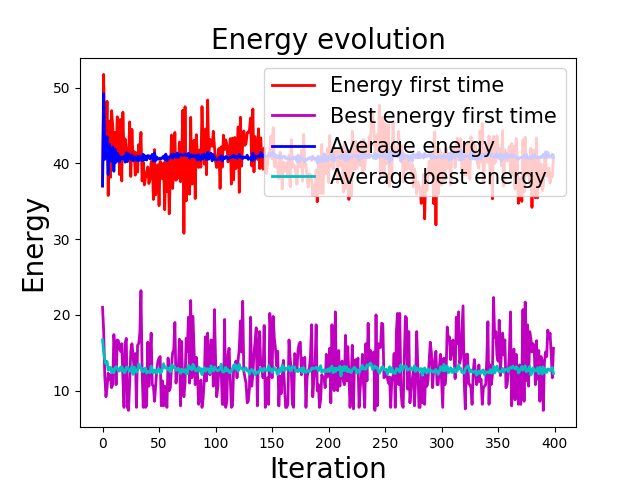 Energy evolution
Energy first time
Best energy first time
Average energy
Average best energy
Energy
50
40
30
20
10
0 50 100 150 200 250 300 350 400
Iteration